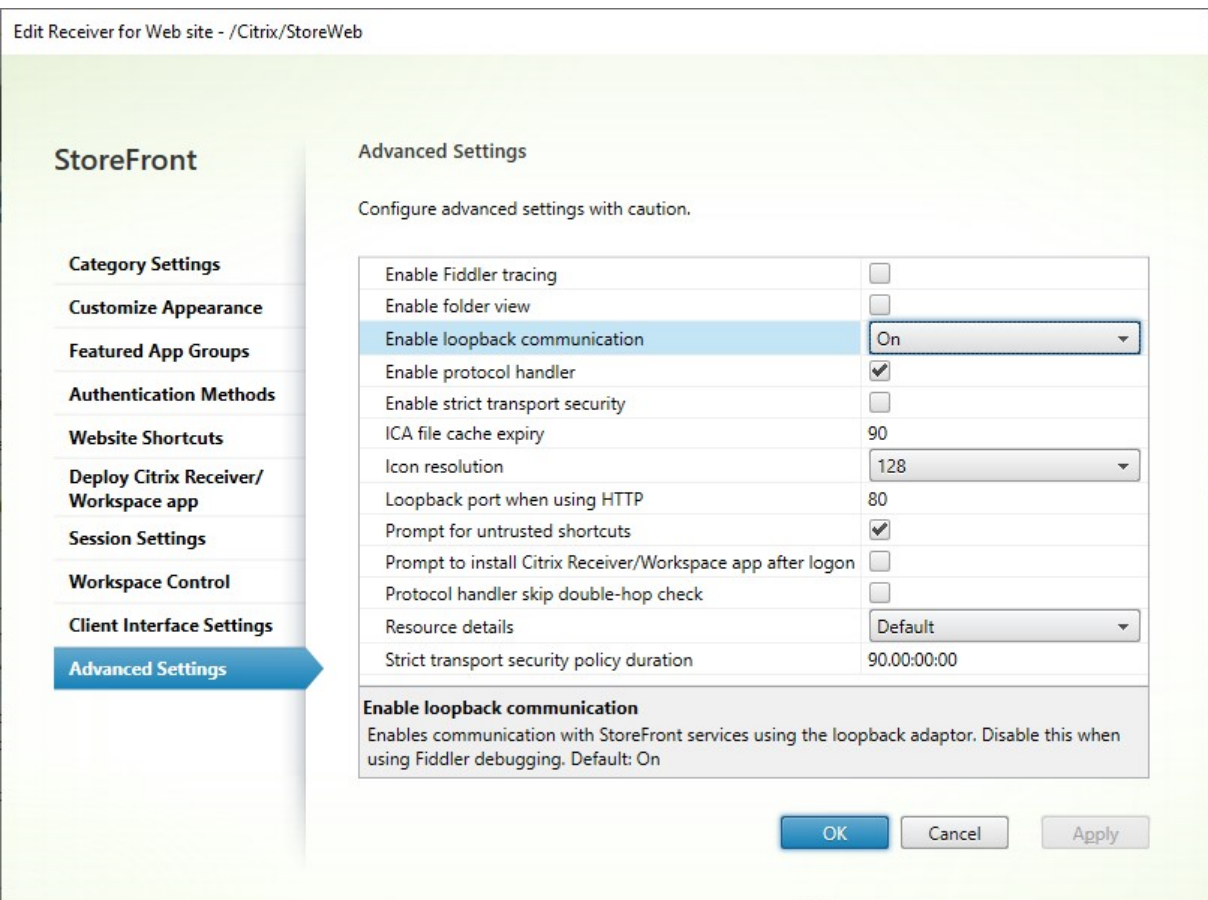 Edit Receiver for Web site - /Citrix/StoreWeb
StoreFront
Category Settings
Customize Appearance
Featured App Groups
Authentication Methods
Website Shortcuts
Deploy Citrix Receiver/
Workspace app
Session Settings
Workspace Control
Client Interface Settings
Advanced Settings
Advanced Settings
Configure advanced settings with caution.
Enable Fiddler tracing
Enable folder view
Enable loopback communication On
Enable protocol handler
Enable strict transport security
ICA file cache expiry 90
Icon resolution 128
Loopback port when using HTTP 80
Prompt for untrusted shortcuts
Prompt to install Citrix Receiver/Workspace app after logon
Protocol handler skip double-hop check
Resource details Default
Strict transport security policy duration 90.00:00:00
Enable loopback communication
Enables communication with StoreFront services using the loopback adaptor. Disable this when
using Fiddler debugging. Default: On
OK Cancel Apply